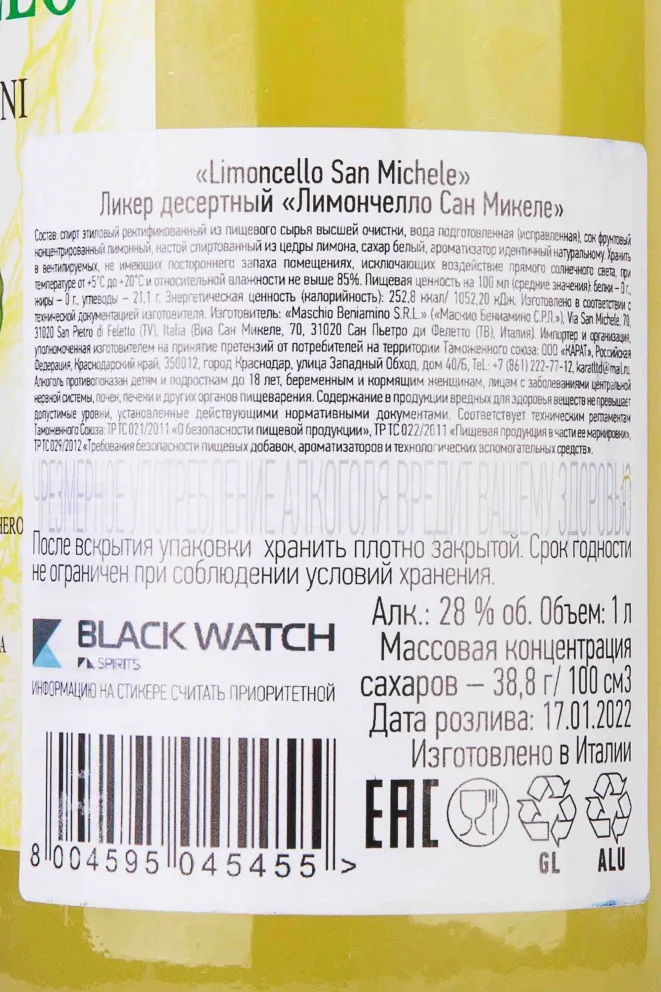 NI
«Limoncello San Michele»
Ликер десертный «Лимончелло Сан Микеле»
Состав: спирт этиловый ректификованный из пищевого сырья высшей очистки, вода подготовленная (исправленная), сок фруктовый
концентрированный лимонный, настой спиртованный из цедры лимона, сахар белый, ароматизатор идентичный натуральному. Хранить
в вентилируемых, не имеющих постороннего запаха помещениях, исключающих воздействие прямого солнечного света, при
температуре от +5°C до +20°C и относительной влажности не выше 85%. Пищевая ценность на 100 мл (средние значения): белки – 0 г.,
жиры – 0 г., углеводы – 21,1 г. Энергетическая ценность (калорийность): 252,8 ккал/ 1052,20 кДж. Изготовлено в соответствии с
технической документацией изготовителя. Изготовитель: «Maschio Beniamino S.R.L.» («Маскио Бениамино С.Р.Л.»), Via San Michele, 70,
31020 San Pietro di Feletto (TV), Italia (Виа Сан Микеле, 70, 31020 Сан Пьетро ди Фелетто (ТВ), Италия). Импортер и организация,
уполномоченная изготовителем на принятие претензий от потребителей на территории Таможенного союза: ООО «КАРАТ», Российская
Федерация, Краснодарский край, 350012, город Краснодар, улица Западный Обход, дом 40/Б, Tel.: +7 (861) 222-77-12, karattd@mail.ru.
Алкоголь противопоказан детям и подросткам до 18 лет, беременным и кормящим женщинам, лицам с заболеваниями центральной
нервной системы, почек, печени и других органов пищеварения. Содержание в продукции вредных для здоровья веществ не превышает
допустимые уровни, установленные действующими нормативными документами. Соответствует техническим регламентам
Таможенного Союза: ТР ТС 021/2011 «О безопасности пищевой продукции», ТР ТС 022/2011 «Пищевая продукция в части ее маркировки»,
ТР ТС 029/2012 «Требования безопасности пищевых добавок, ароматизаторов и технологических вспомогательных средств».
ЧРЕЗМЕРНОЕ УПОТРЕБЛЕНИЕ АЛКОГОЛЯ ВРЕДИТ ВАШЕМУ ЗДОРОВЬЮ
HERO
После вскрытия упаковки хранить плотно закрытой. Срок годности
не ограничен при соблюдении условий хранения.
Алк.: 28 % об. Объем: 1 л
BLACK WATCH
SPIRITS
Массовая концентрация
сахаров – 38,8 г/ 100 см3
ИНФОРМАЦИЮ НА СТИКЕРЕ СЧИТАТЬ ПРИОРИТЕТНОЙ
Дата розлива: 17.01.2022
Изготовлено в Италии
EAC
GL
ALU
8 004595 045455 >